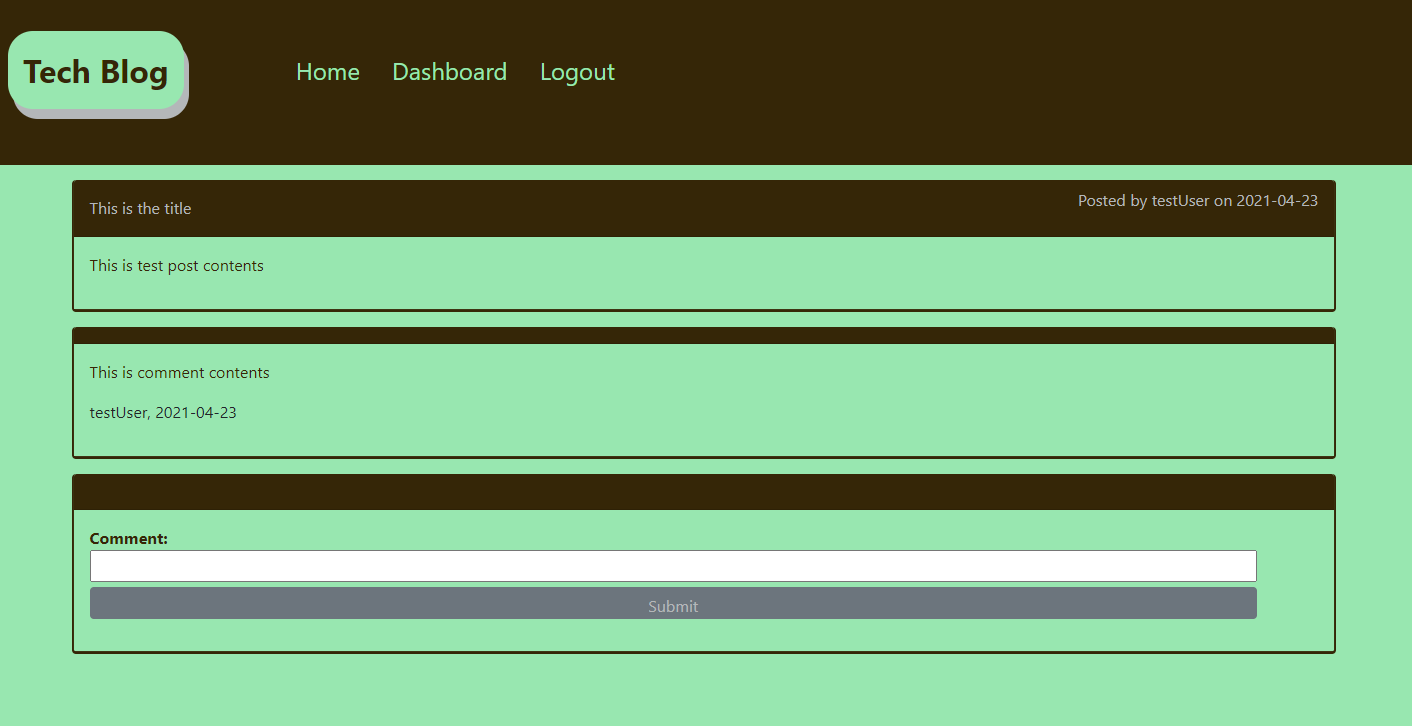 Tech Blog
Home Dashboard Logout
This is the title
Posted by testUser on 2021-04-23
This is test post contents
This is comment contents
testUser, 2021-04-23
Comment:
Submit